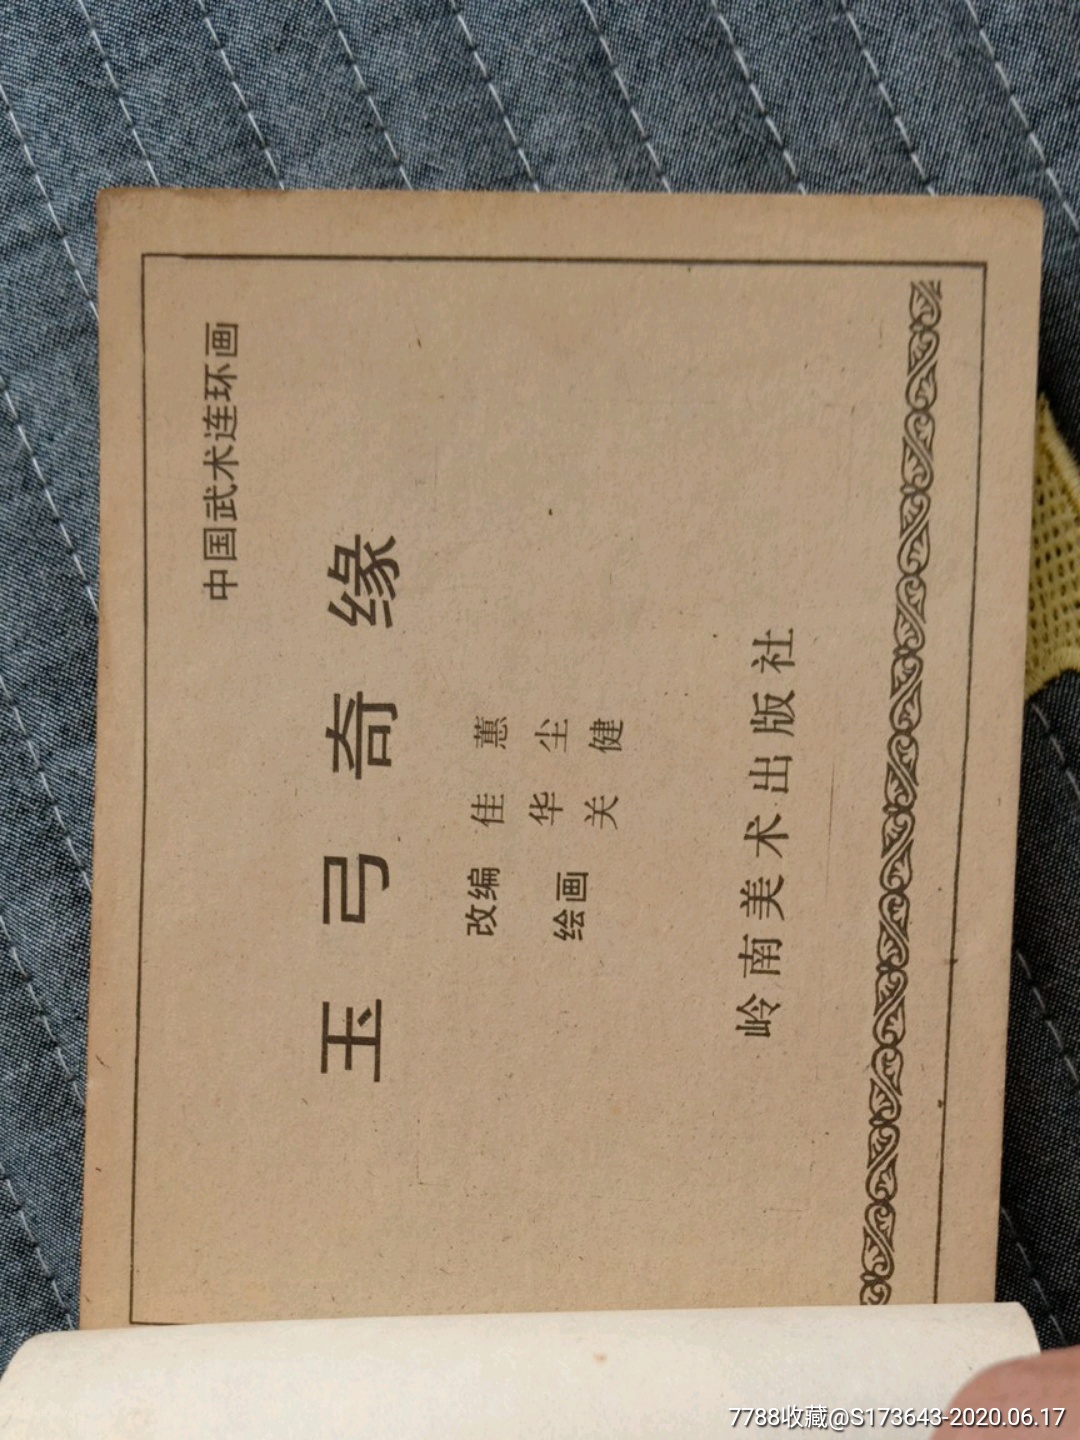 中国武术连环画
玉弓奇缘
改编 佳蕙
绘画 华尘
关健
岭南美术出版社
7788收藏@S173643-2020.06.17